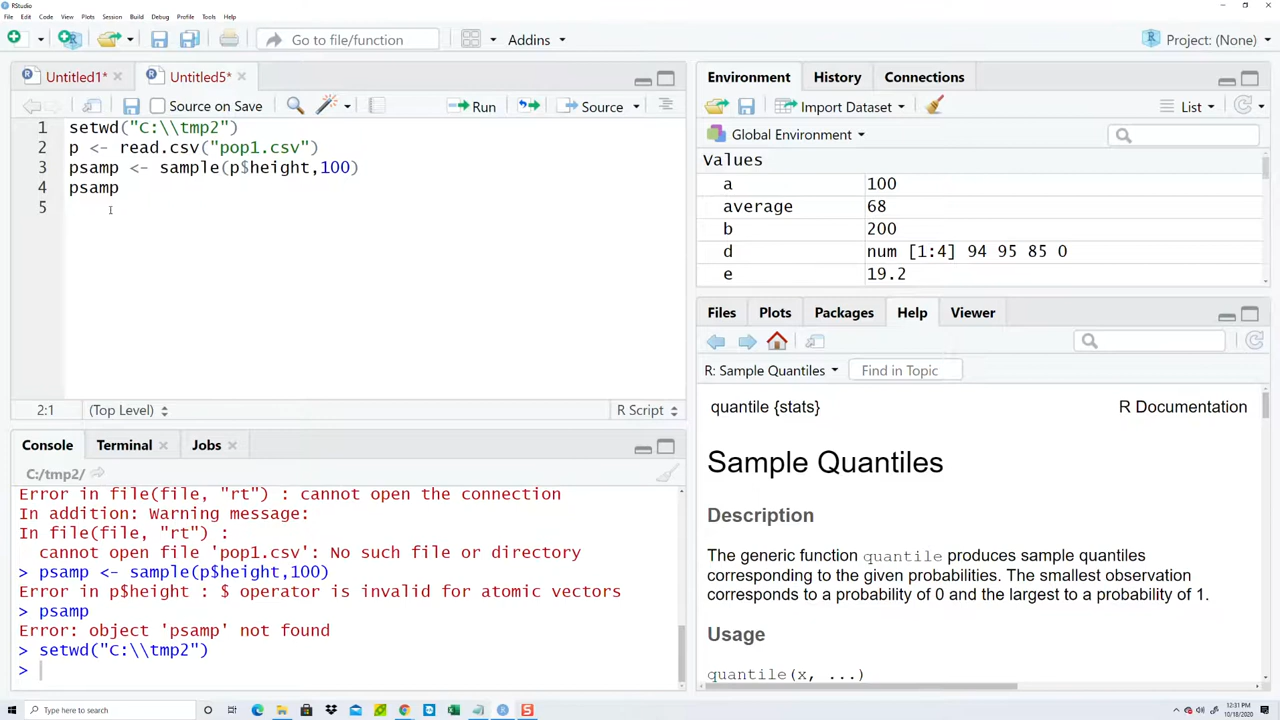 RStudio
File Edit Code View Plots Session Build Debug Profile Tools Help
Go to file/function Addins Project: (None)
Untitled1* Untitled5*
Source on Save Run Source
1 setwd("C:\\tmp2")
2 p <- read.csv("pop1.csv")
3 psamp <- sample(p$height,100)
4 psamp
5
2:1 (Top Level) R Script
Console Terminal Jobs
C:/tmp2/
Error in file(file, "rt") : cannot open the connection
In addition: Warning message:
In file(file, "rt") :
cannot open file 'pop1.csv': No such file or directory
> psamp <- sample(p$height,100)
Error in p$height : $ operator is invalid for atomic vectors
> psamp
Error: object 'psamp' not found
> setwd("C:\\tmp2")
>
Environment History Connections
Import Dataset List
Global Environment
Values
a 100
average 68
b 200
d num [1:4] 94 95 85 0
e 19.2
Files Plots Packages Help Viewer
R: Sample Quantiles Find in Topic
quantile {stats} R Documentation
Sample Quantiles
Description
The generic function quantile produces sample quantiles
corresponding to the given probabilities. The smallest observation
corresponds to a probability of 0 and the largest to a probability of 1.
Usage
quantile(x, ...)
Type here to search
12:31 PM
10/18/2020